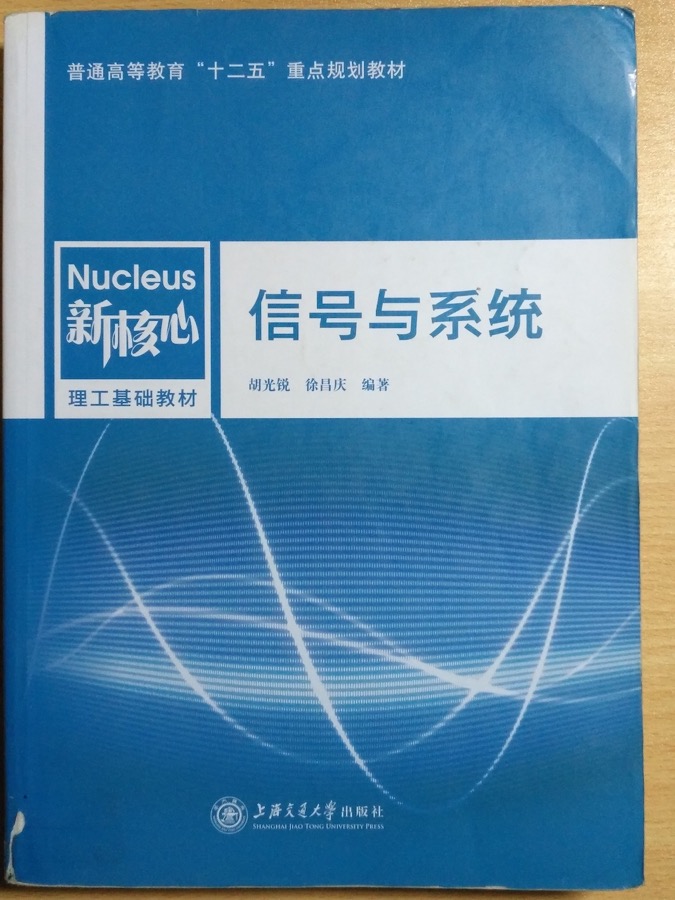 普通高等教育“十二五”重点规划教材
Nucleus
新核心
理工基础教材
信号与系统
胡光锐 徐昌庆 编著
上海交通大学出版社
SHANGHAI JIAO TONG UNIVERSITY PRESS